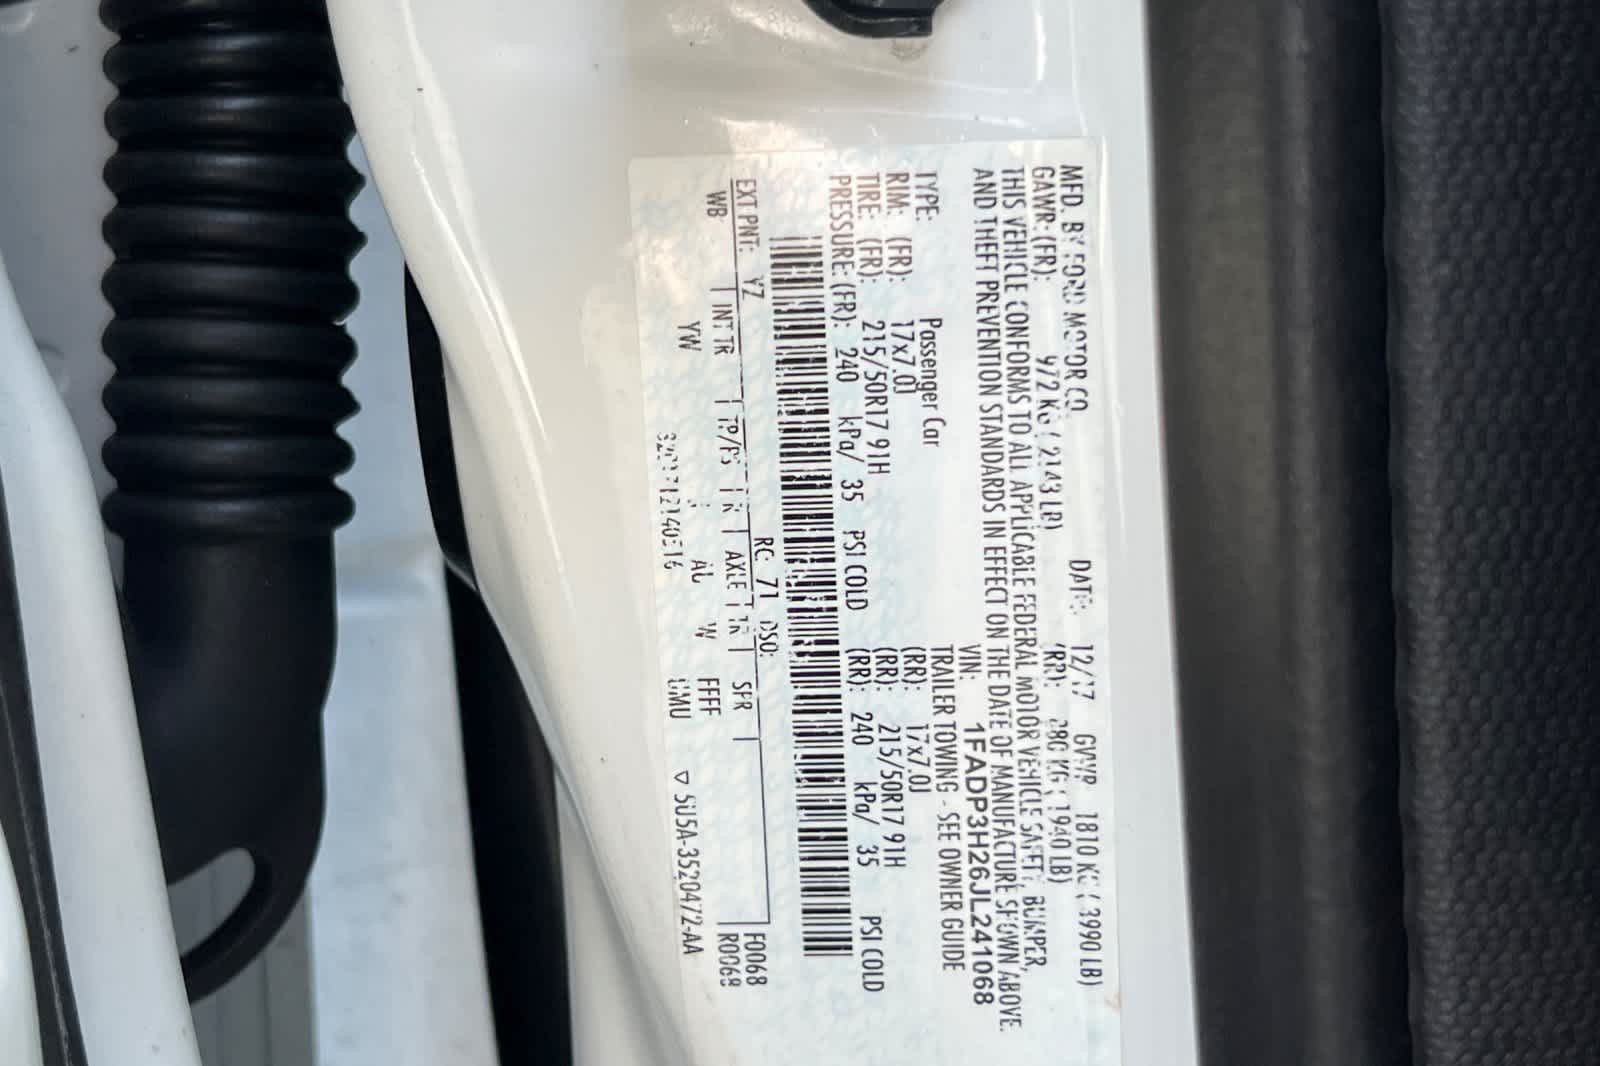 MFD. BY FORD MOTOR CO. DATE: 12/17 GVWR 1810 KG ( 3990 LB)
GAWR: (FR): 972 KG ( 2143 LB) (RR): 880 KG ( 1940 LB)
THIS VEHICLE CONFORMS TO ALL APPLICABLE FEDERAL MOTOR VEHICLE SAFETY, BUMPER,
AND THEFT PREVENTION STANDARDS IN EFFECT ON THE DATE OF MANUFACTURE SHOWN ABOVE.
VIN: 1FADP3H26JL241068
TYPE: Passenger Car TRAILER TOWING - SEE OWNER GUIDE
RIM: (FR): 17x7.0J (RR): 17x7.0J
TIRE: (FR): 215/50R17 91H (RR): 215/50R17 91H
PRESSURE: (FR): 240 kPa/ 35 PSI COLD (RR): 240 kPa/ 35 PSI COLD
EXT PNT: YZ RC: 71 DSO: F0068
WB INT TR TP/PS R AXLE TR SPR R0068
YW AU W FFF
UMU ▽ 5U5A-3520472-AA